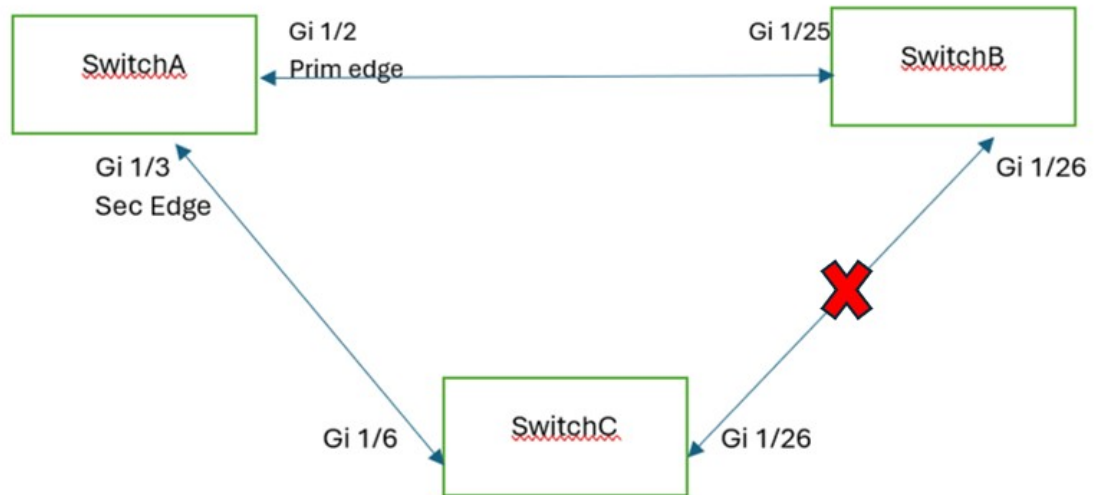 Gi 1/2
Gi 1/25
SwitchA
Prim edge
SwitchB
Gi 1/3
Sec Edge
Gi 1/26
Gi 1/6
SwitchC
Gi 1/26